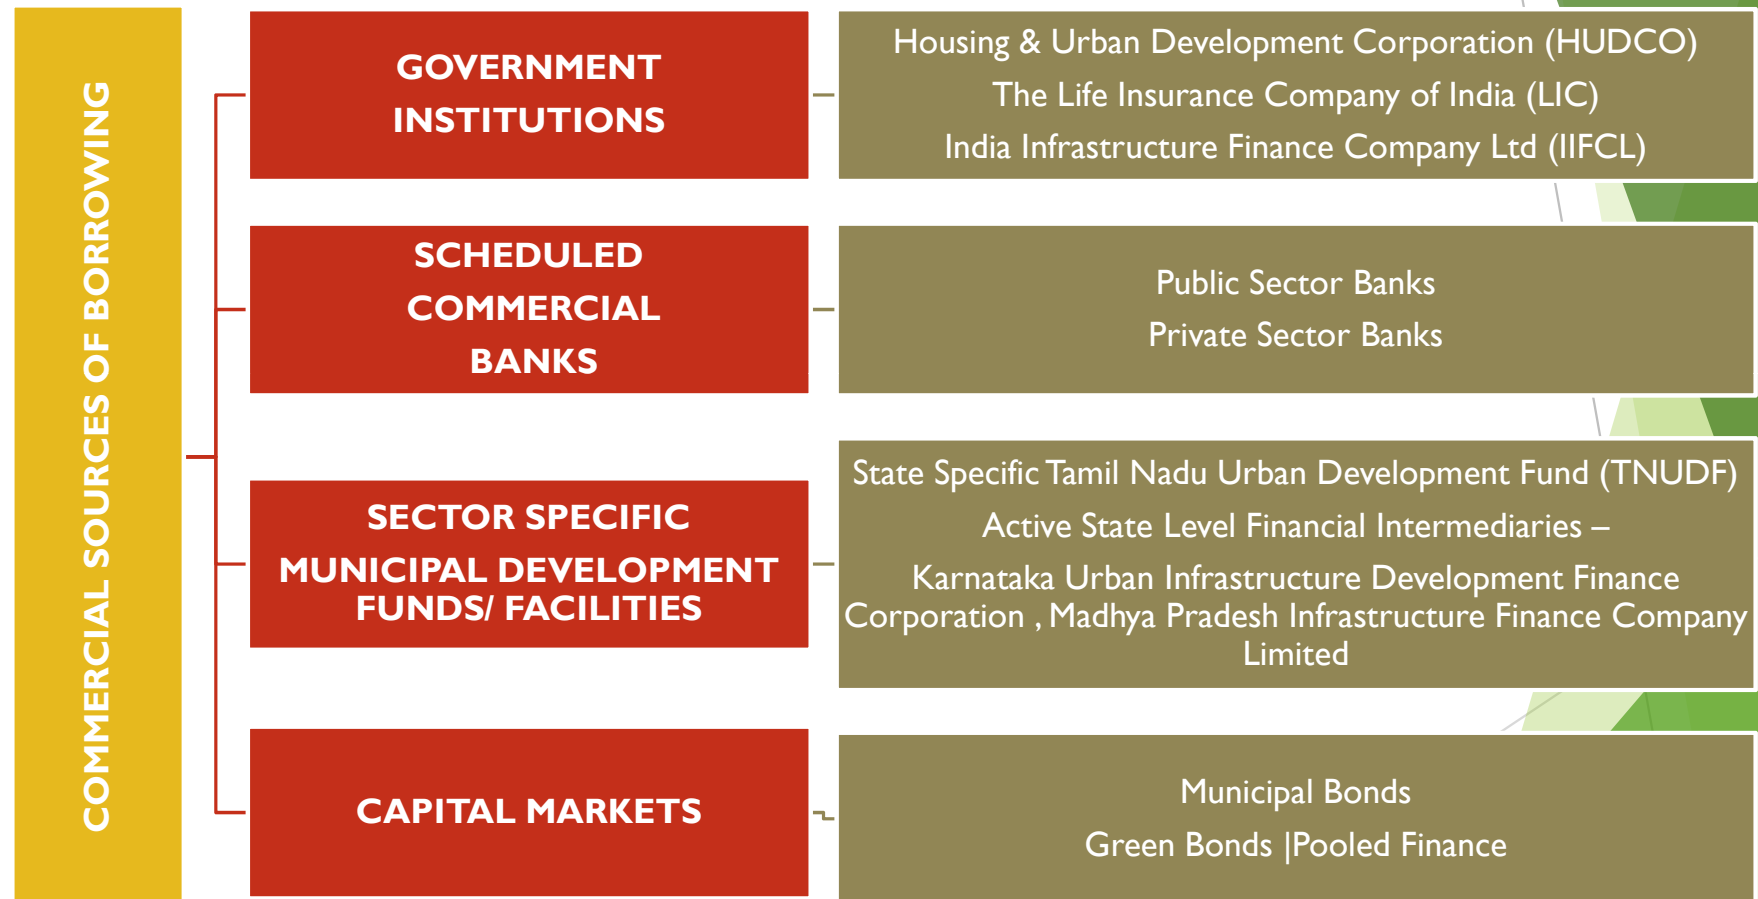 COMMERCIAL SOURCES OF BORROWING
GOVERNMENT
INSTITUTIONS
Housing & Urban Development Corporation (HUDCO)
The Life Insurance Company of India (LIC)
India Infrastructure Finance Company Ltd (IIFCL)
SCHEDULED
COMMERCIAL
BANKS
Public Sector Banks
Private Sector Banks
SECTOR SPECIFIC
MUNICIPAL DEVELOPMENT
FUNDS/ FACILITIES
State Specific Tamil Nadu Urban Development Fund (TNUDF)
Active State Level Financial Intermediaries –
Karnataka Urban Infrastructure Development Finance
Corporation , Madhya Pradesh Infrastructure Finance Company
Limited
CAPITAL MARKETS
Municipal Bonds
Green Bonds |Pooled Finance